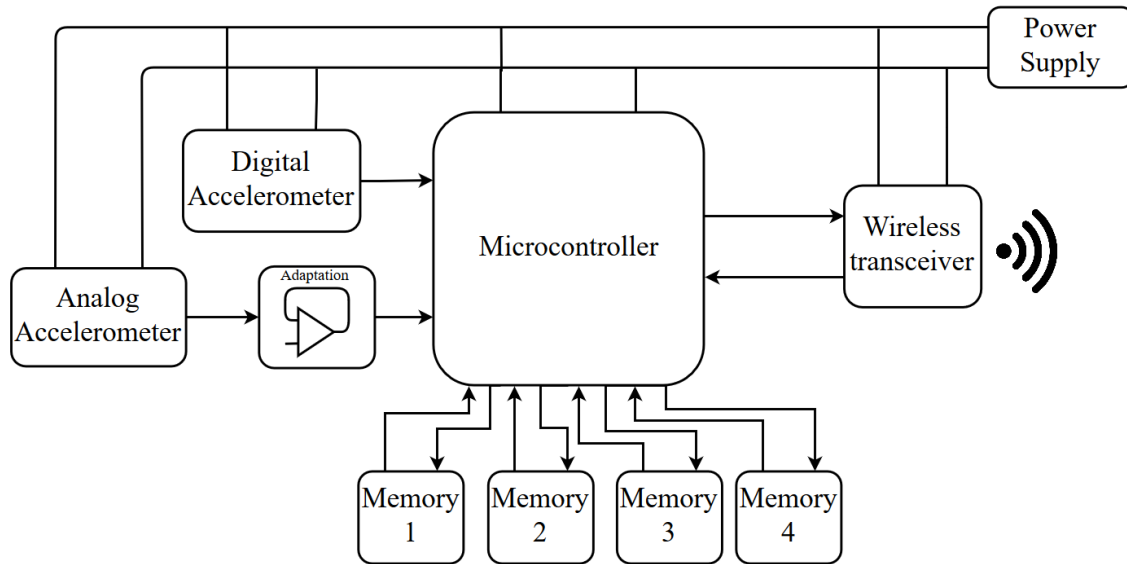 Power
Supply
Digital
Accelerometer
Microcontroller
Wireless
transceiver
Analog
Accelerometer
Adaptation
Memory
1
Memory
2
Memory
3
Memory
4